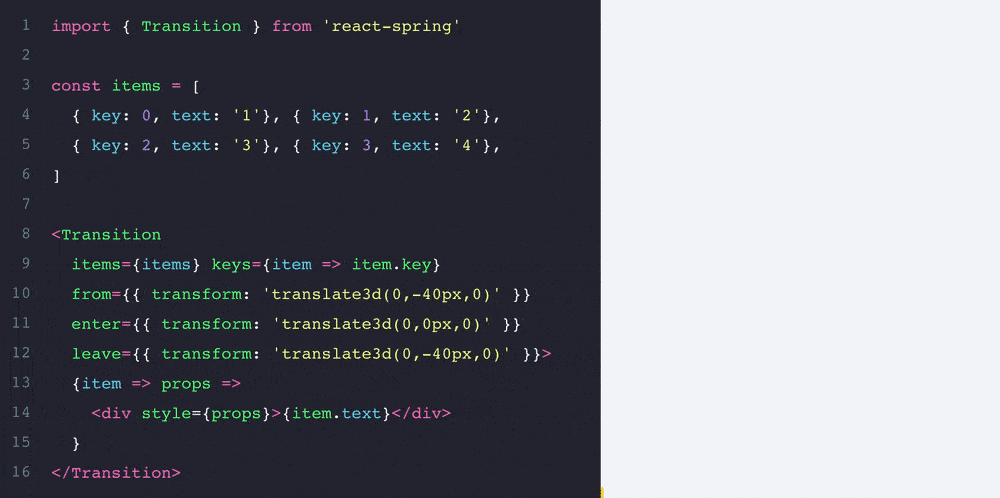 1 import { Transition } from 'react-spring'
2
3 const items = [
4   { key: 0, text: '1'}, { key: 1, text: '2'},
5   { key: 2, text: '3'}, { key: 3, text: '4'},
6 ]
7
8 <Transition
9   items={items} keys={item => item.key}
10   from={{ transform: 'translate3d(0,-40px,0)' }}
11   enter={{ transform: 'translate3d(0,0px,0)' }}
12   leave={{ transform: 'translate3d(0,-40px,0)' }}>
13   {item => props =>
14     <div style={props}>{item.text}</div>
15   }
16 </Transition>